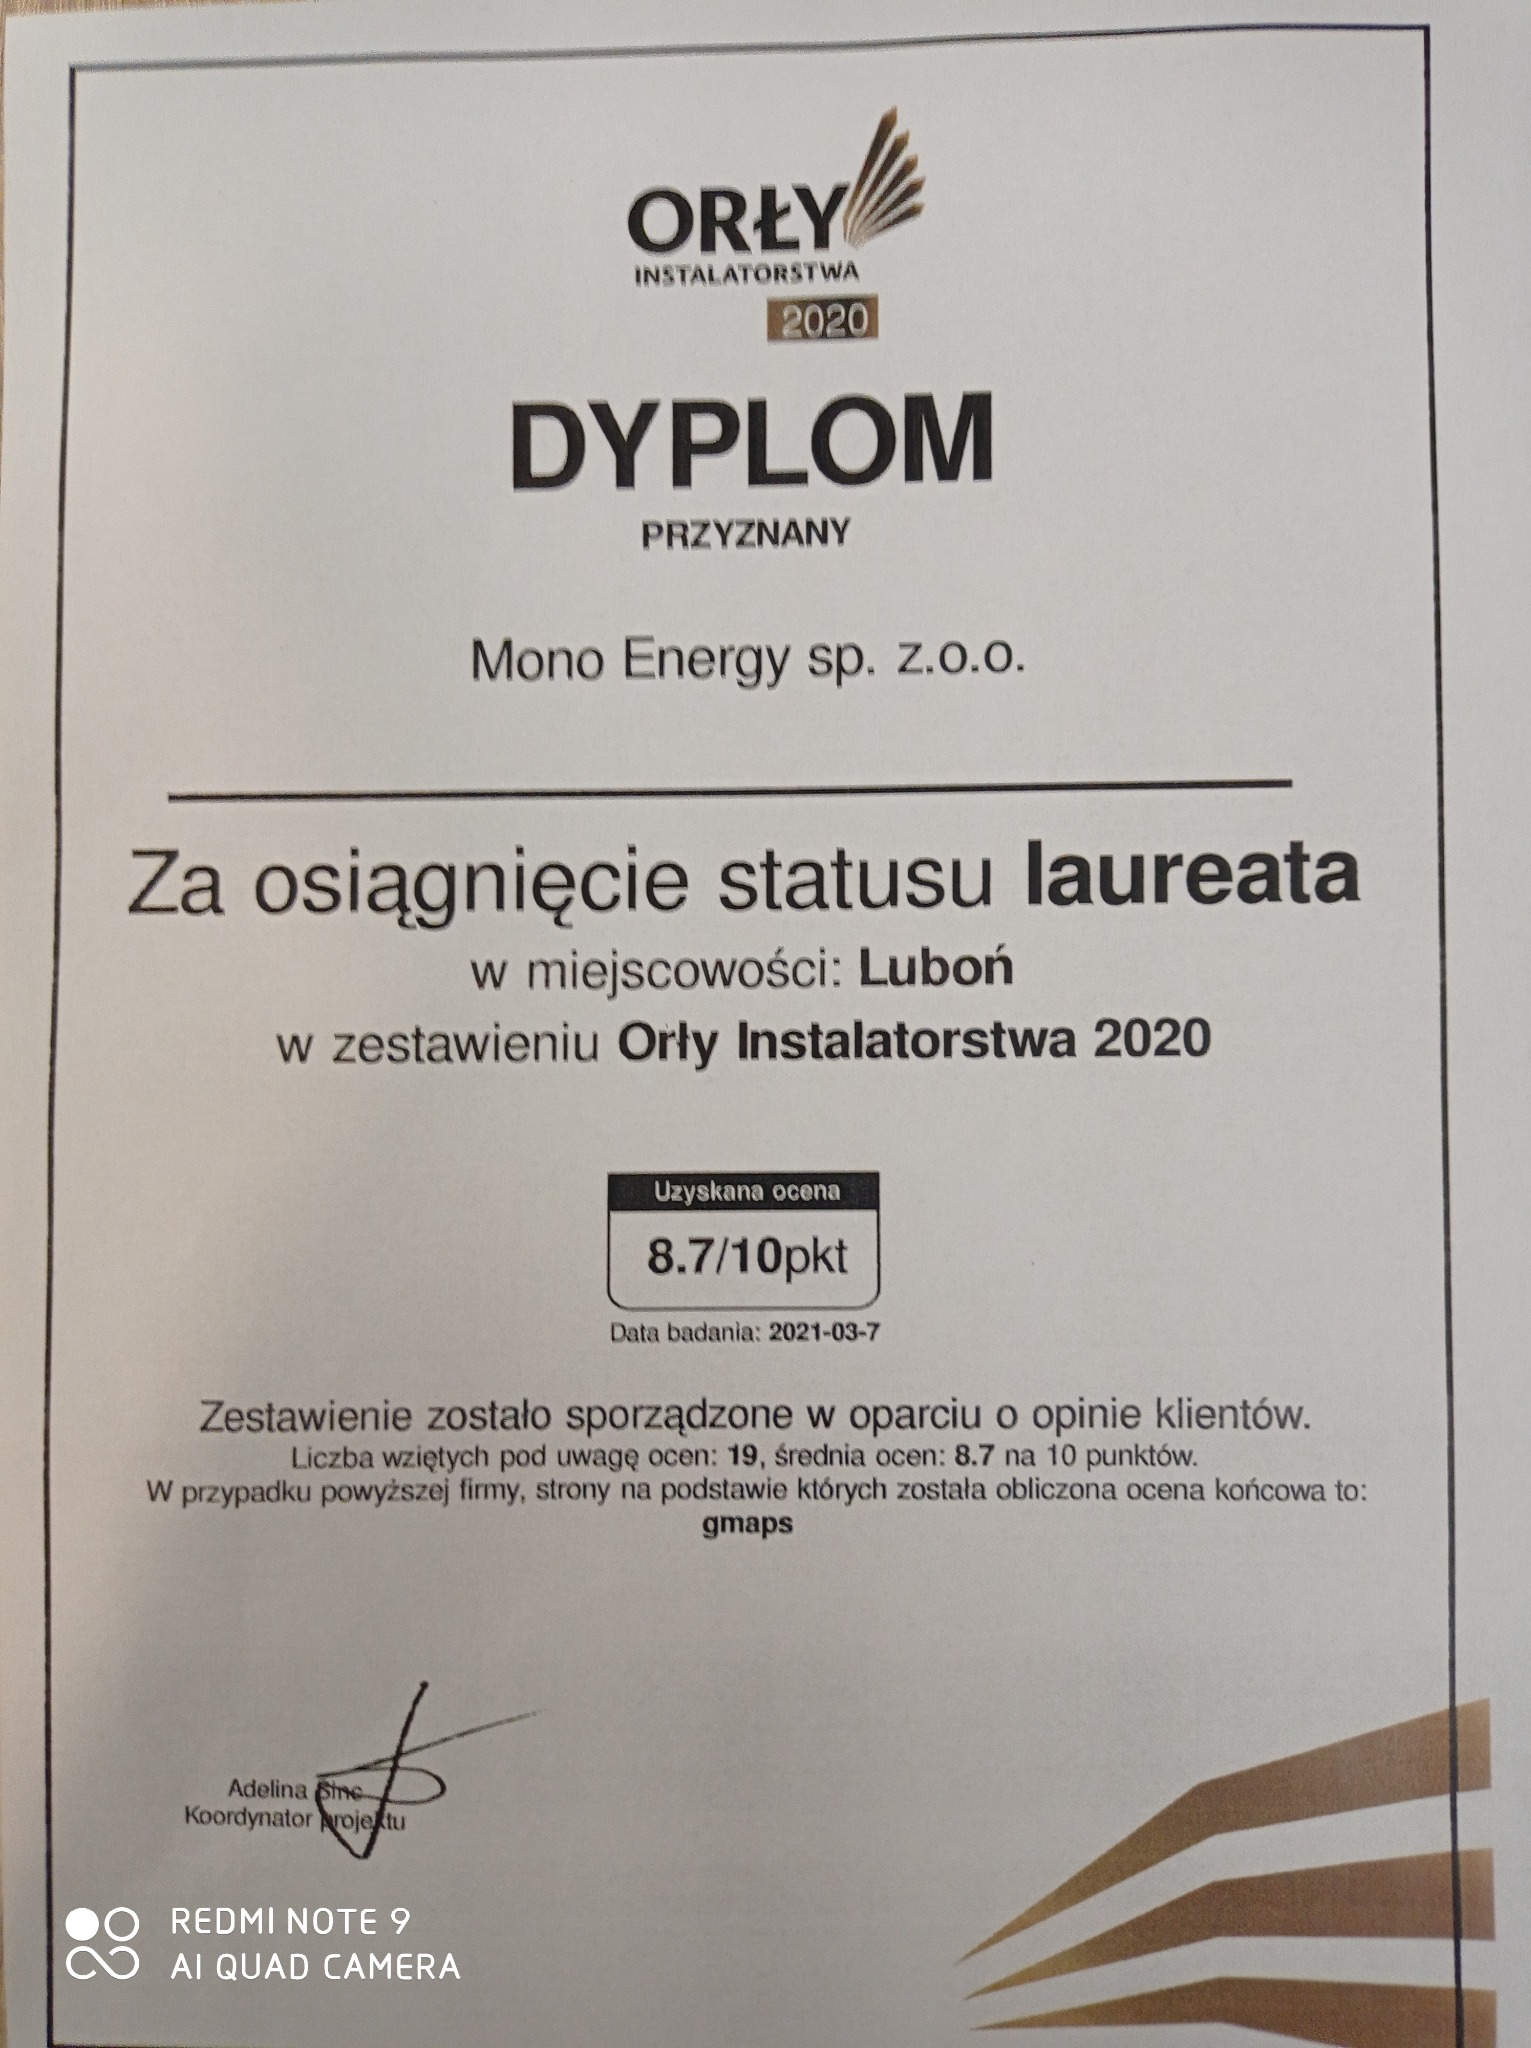 ORŁY
INSTALATORSTWA
2020
DYPLOM
PRZYZNANY
Mono Energy sp. z.o.o.
Za osiągnięcie statusu laureata
w miejscowości: Luboń
w zestawieniu Orły Instalatorstwa 2020
Uzyskana ocena
8.7/10pkt
Data badania: 2021-03-7
Zestawienie zostało sporządzone w oparciu o opinie klientów.
Liczba wziętych pod uwagę ocen: 19, średnia ocen: 8.7 na 10 punktów.
W przypadku powyższej firmy, strony na podstawie których została obliczona ocena końcowa to:
gmaps
Adelina
Koordynator projektu
REDMI NOTE 9
AI QUAD CAMERA